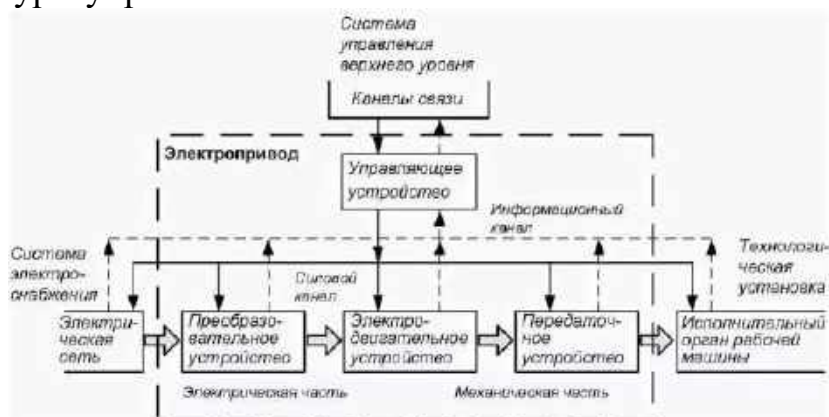 Система
управления
верхнего уровня
Каналы связи
Электропривод
Управляющее
устройство
Информационный
канал
Система
электро-
снабжения
Технологи-
ческая
установка
Силовой
канал
Электри-
ческая
сеть
Преобразо-
вательное
устройство
Электро-
двигательное
устройство
Передаточ-
ное
устройство
Исполнительный
орган рабочей
машины
Электрическая часть
Механическая часть